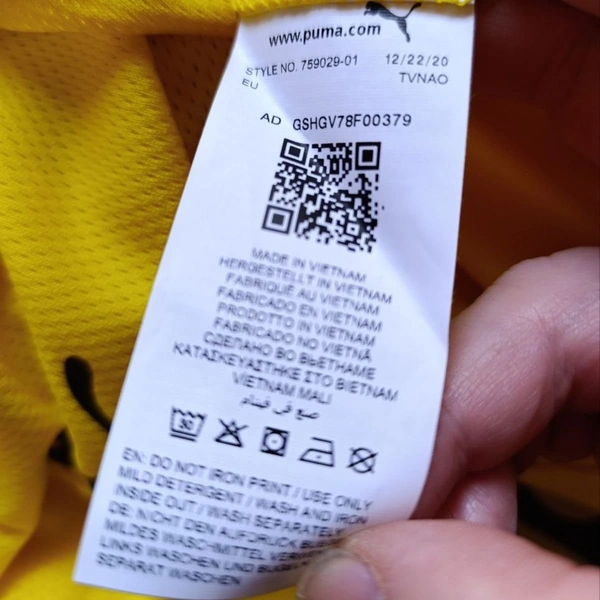 www.puma.com
STYLE NO. 759029-01 12/22/20
EU TVNAO
AD GSHGV78F00379
MADE IN VIETNAM
HERGESTELLT IN VIETNAM
FABRIQUÉ AU VIETNAM
FABRICADO EN VIETNAM
PRODOTTO IN VIETNAM
FABRICADO NO VIETNÃ
СДЕЛАНО ВО ВЬЕТНАМЕ
ΚΑΤΑΣΚΕΥΑΣΤΗΚΕ ΣΤΟ ΒΙΕΤΝΑΜ
VIETNAM MALI
صنع في فيتنام
30
EN: DO NOT IRON PRINT / USE ONLY
MILD DETERGENT / WASH AND IRON
INSIDE OUT / WASH SEPARATELY
DE: NICHT DEN AUFDRUCK
MILDES WASCHMITTEL
LINKS WASCHEN UND
SEPARAT WASCHEN